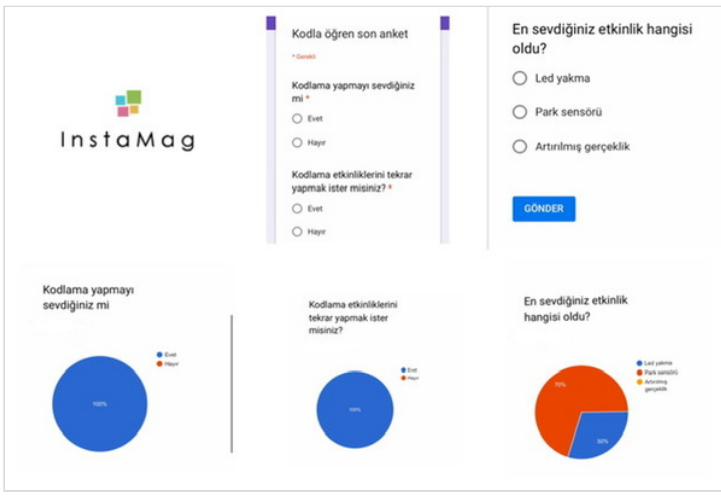 InstaMag
Kodla öğren son anket
* Gerekli
Kodlama yapmayı sevdiğiniz
mi *
Evet
Hayır
Kodlama etkinliklerini tekrar
yapmak ister misiniz? *
Evet
Hayır
En sevdiğiniz etkinlik hangisi
oldu?
Led yakma
Park sensörü
Artırılmış gerçeklik
GÖNDER
Kodlama yapmayı
sevdiğiniz mi
Evet
Hayır
100%
Kodlama etkinliklerini
tekrar yapmak ister
misiniz?
Evet
Hayır
100%
En sevdiğiniz etkinlik
hangisi oldu?
Led yakma
Park sensörü
Artırılmış
gerçeklik
70%